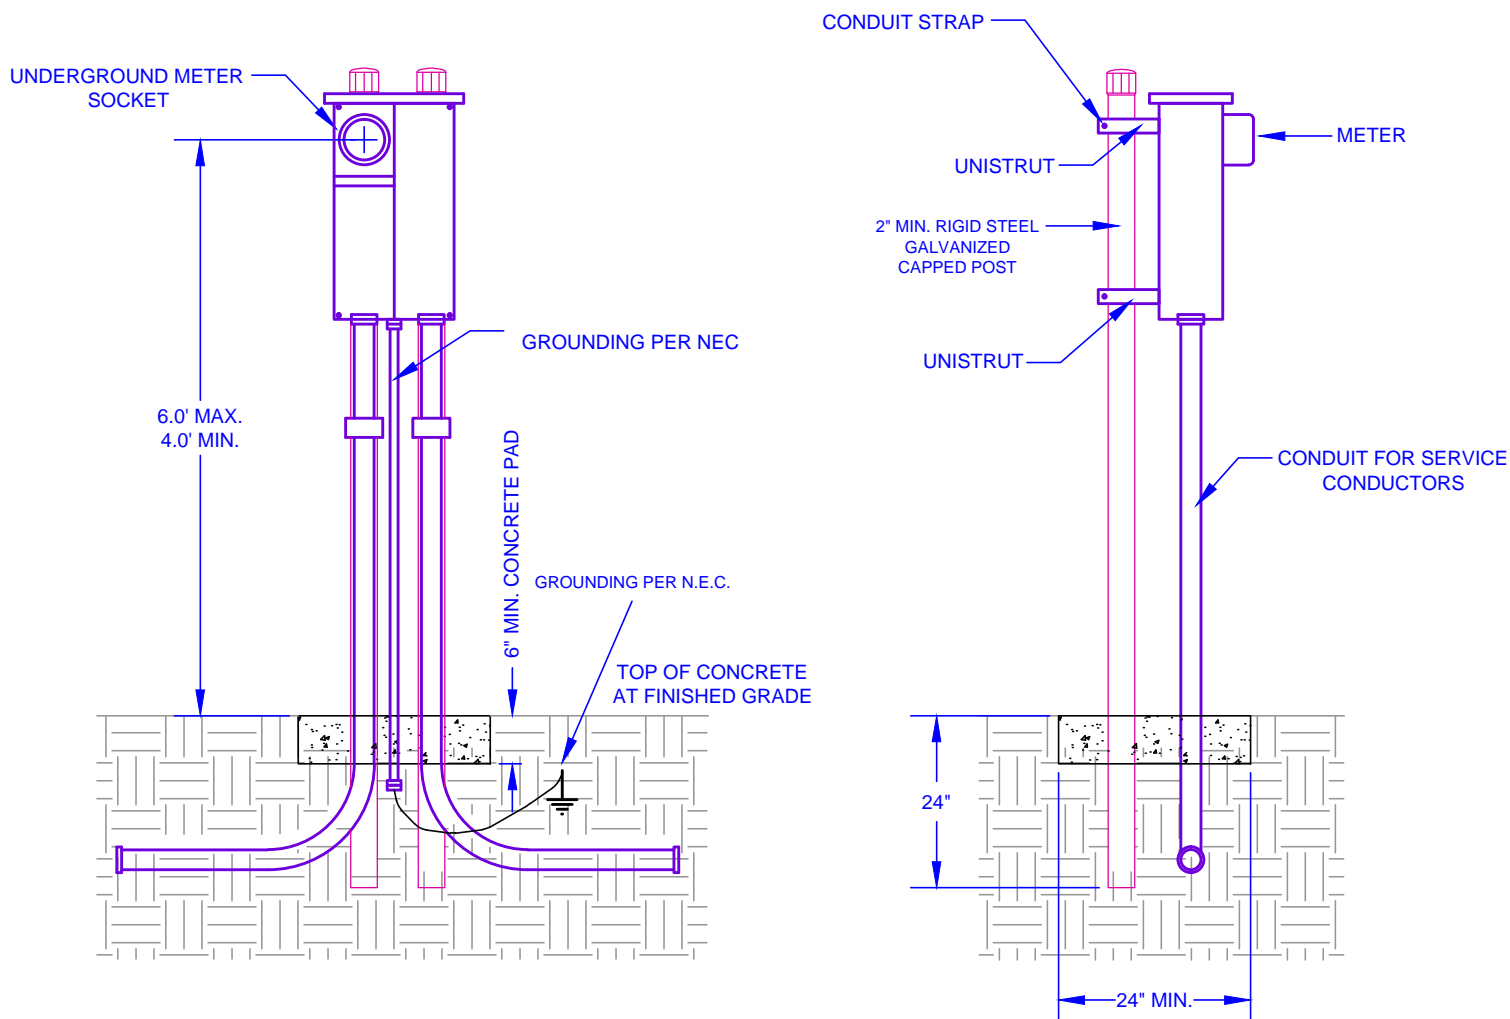 UNDERGROUND METER
SOCKET
GROUNDING PER NEC
6.0' MAX.
4.0' MIN.
6" MIN. CONCRETE PAD
GROUNDING PER N.E.C.
TOP OF CONCRETE
AT FINISHED GRADE
CONDUIT STRAP
METER
UNISTRUT
2" MIN. RIGID STEEL
GALVANIZED
CAPPED POST
UNISTRUT
CONDUIT FOR SERVICE
CONDUCTORS
24"
24" MIN.